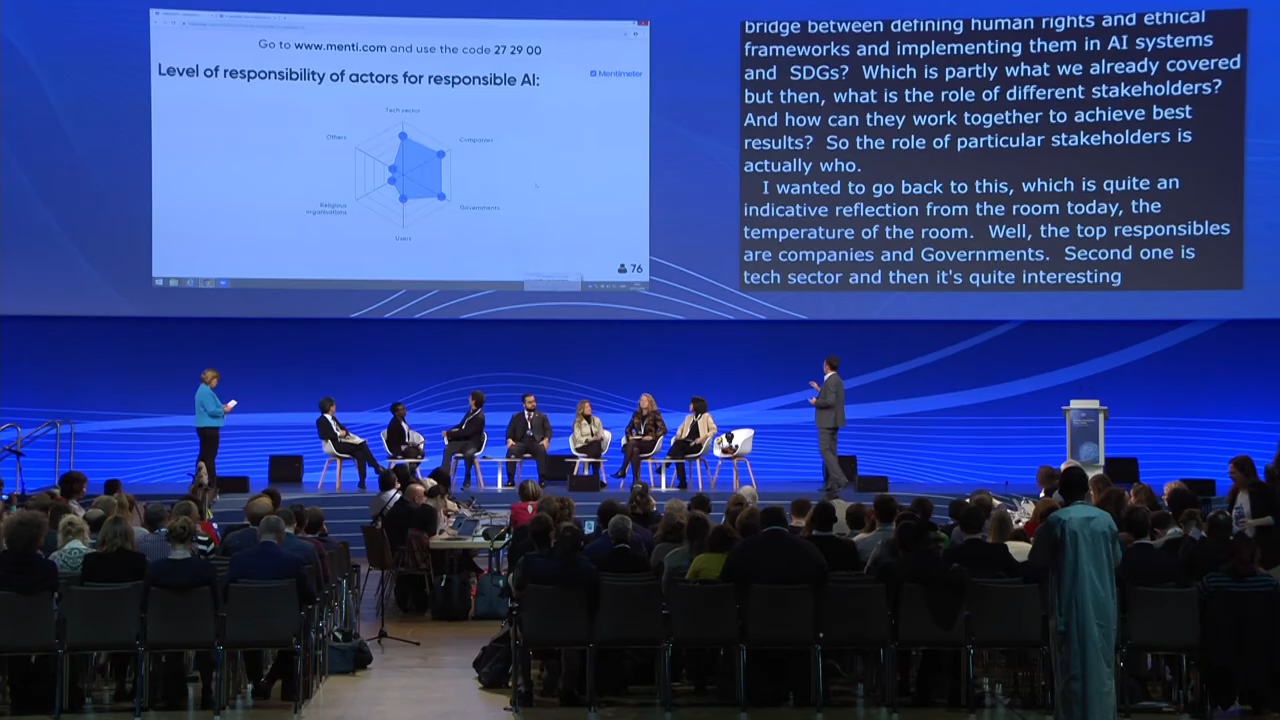 Go to www.menti.com and use the code 27 29 00
Level of responsibility of actors for responsible AI:
Mentimeter
Tech sector
Others
Companies
Religious
organisations
Governments
Users
76
bridge between defining human rights and ethical
frameworks and implementing them in AI systems
and SDGs? Which is partly what we already covered
but then, what is the role of different stakeholders?
And how can they work together to achieve best
results? So the role of particular stakeholders is
actually who.
I wanted to go back to this, which is quite an
indicative reflection from the room today, the
temperature of the room. Well, the top responsibles
are companies and Governments. Second one is
tech sector and then it's quite interesting